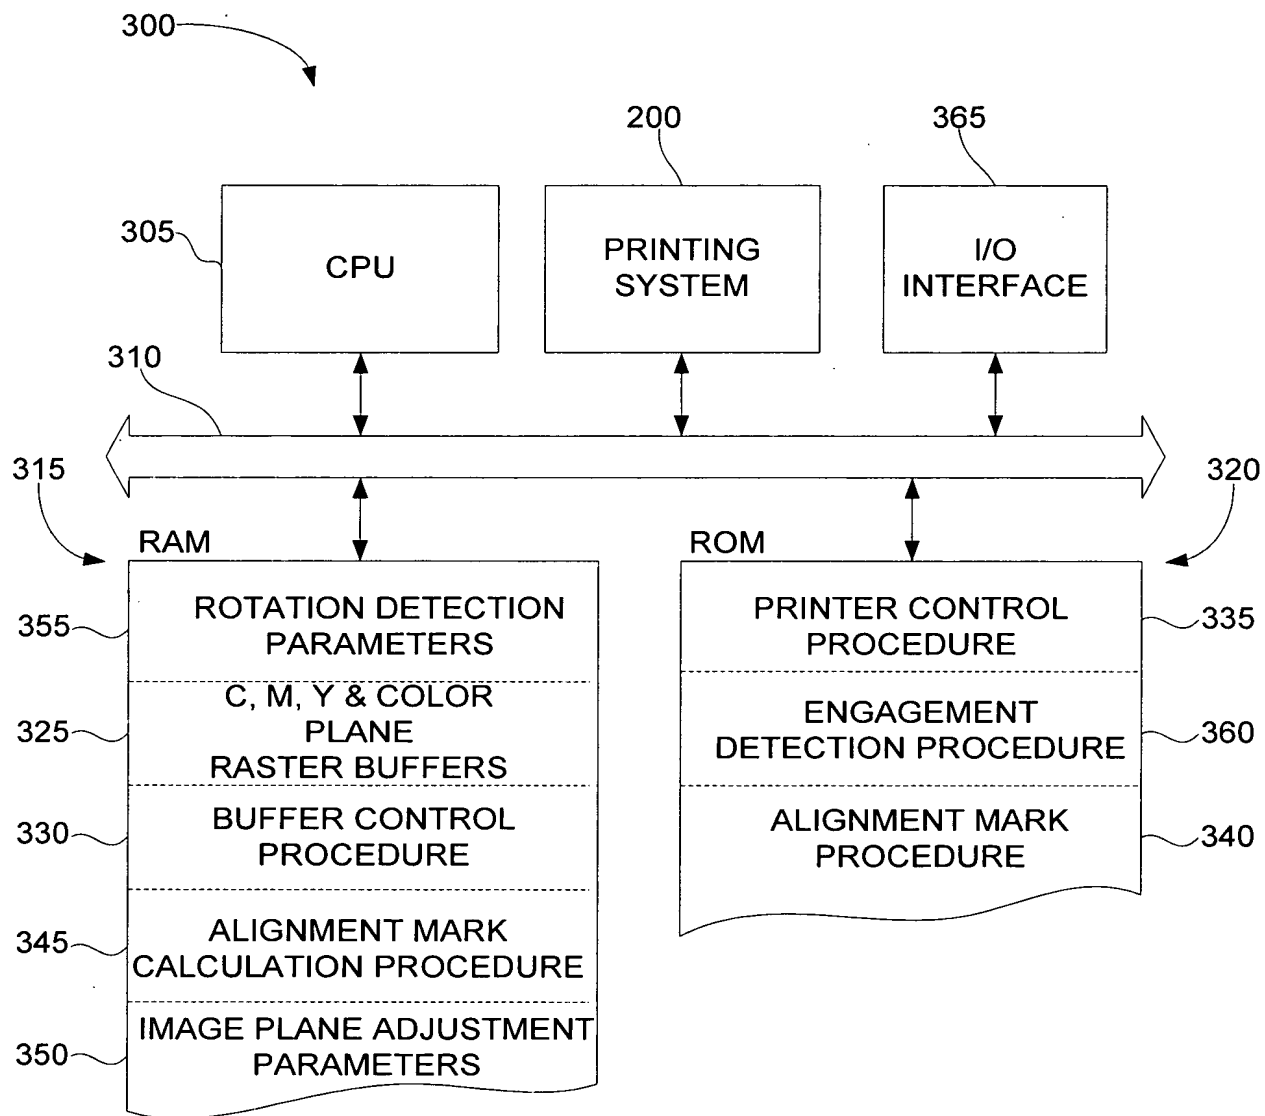 300
200
365
305
CPU
PRINTING
SYSTEM
I/O
INTERFACE
310
315
320
RAM
ROM
355
ROTATION DETECTION
PARAMETERS
325
C, M, Y & COLOR
PLANE
RASTER BUFFERS
330
BUFFER CONTROL
PROCEDURE
345
ALIGNMENT MARK
CALCULATION PROCEDURE
350
IMAGE PLANE ADJUSTMENT
PARAMETERS
PRINTER CONTROL
PROCEDURE
335
ENGAGEMENT
DETECTION PROCEDURE
360
ALIGNMENT MARK
PROCEDURE
340